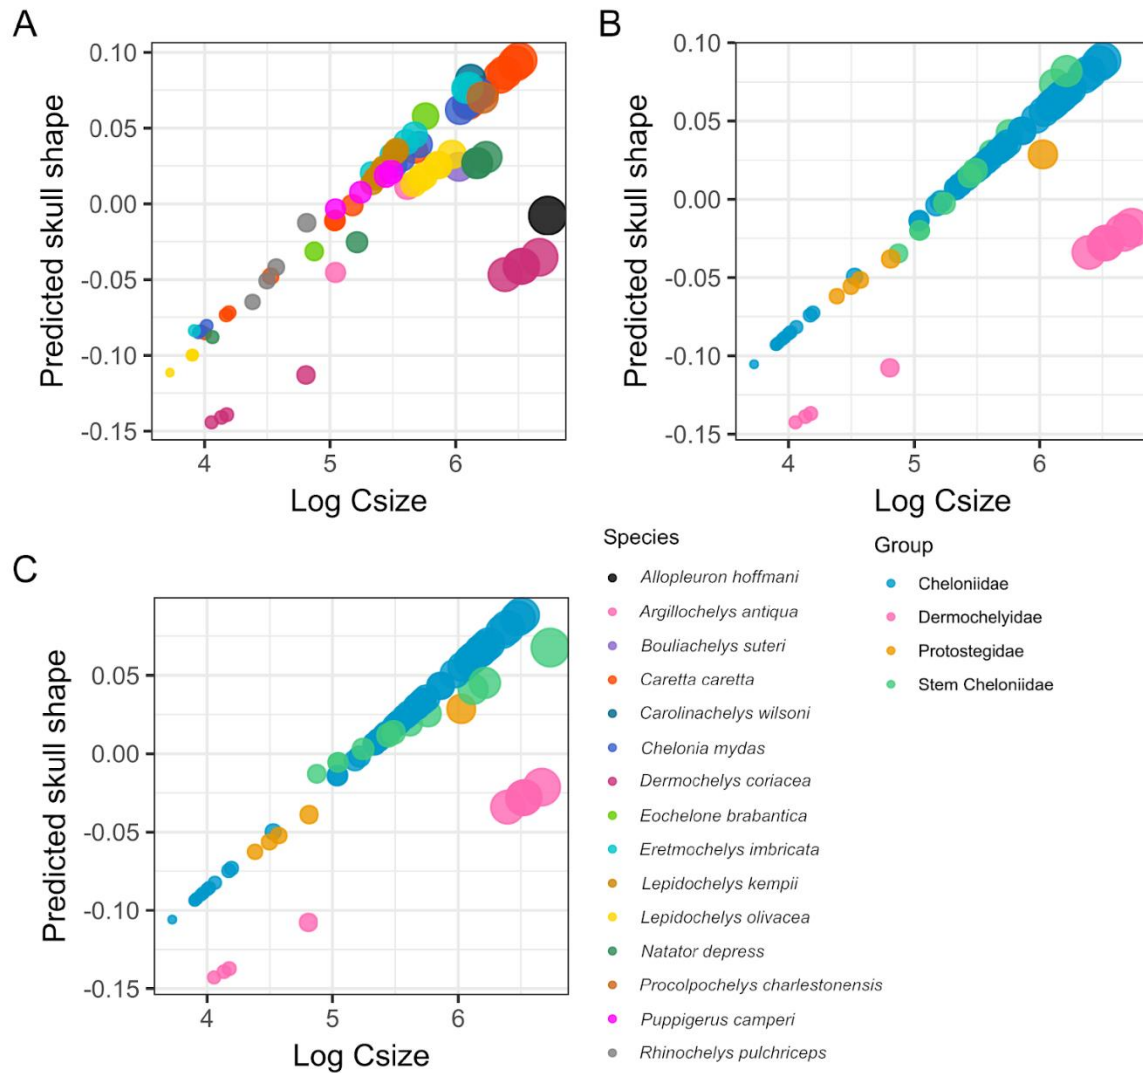 A
B
0.10
0.05
0.00
-0.05
-0.10
-0.15
Predicted skull shape
4
5
6
Log Csize
0.10
0.05
0.00
-0.05
-0.10
-0.15
Predicted skull shape
4
5
6
Log Csize
C
0.05
0.00
-0.05
-0.10
-0.15
Predicted skull shape
4
5
6
Log Csize
Species
Allopleuron hoffmani
Argillochelys antiqua
Bouliachelys suteri
Caretta caretta
Carolinachelys wilsoni
Chelonia mydas
Dermochelys coriacea
Eochelone brabantica
Eretmochelys imbricata
Lepidochelys kempii
Lepidochelys olivacea
Natator depress
Procolpochelys charlestonensis
Puppigerus camperi
Rhinochelys pulchriceps
Group
Cheloniidae
Dermochelyidae
Protostegidae
Stem Cheloniidae